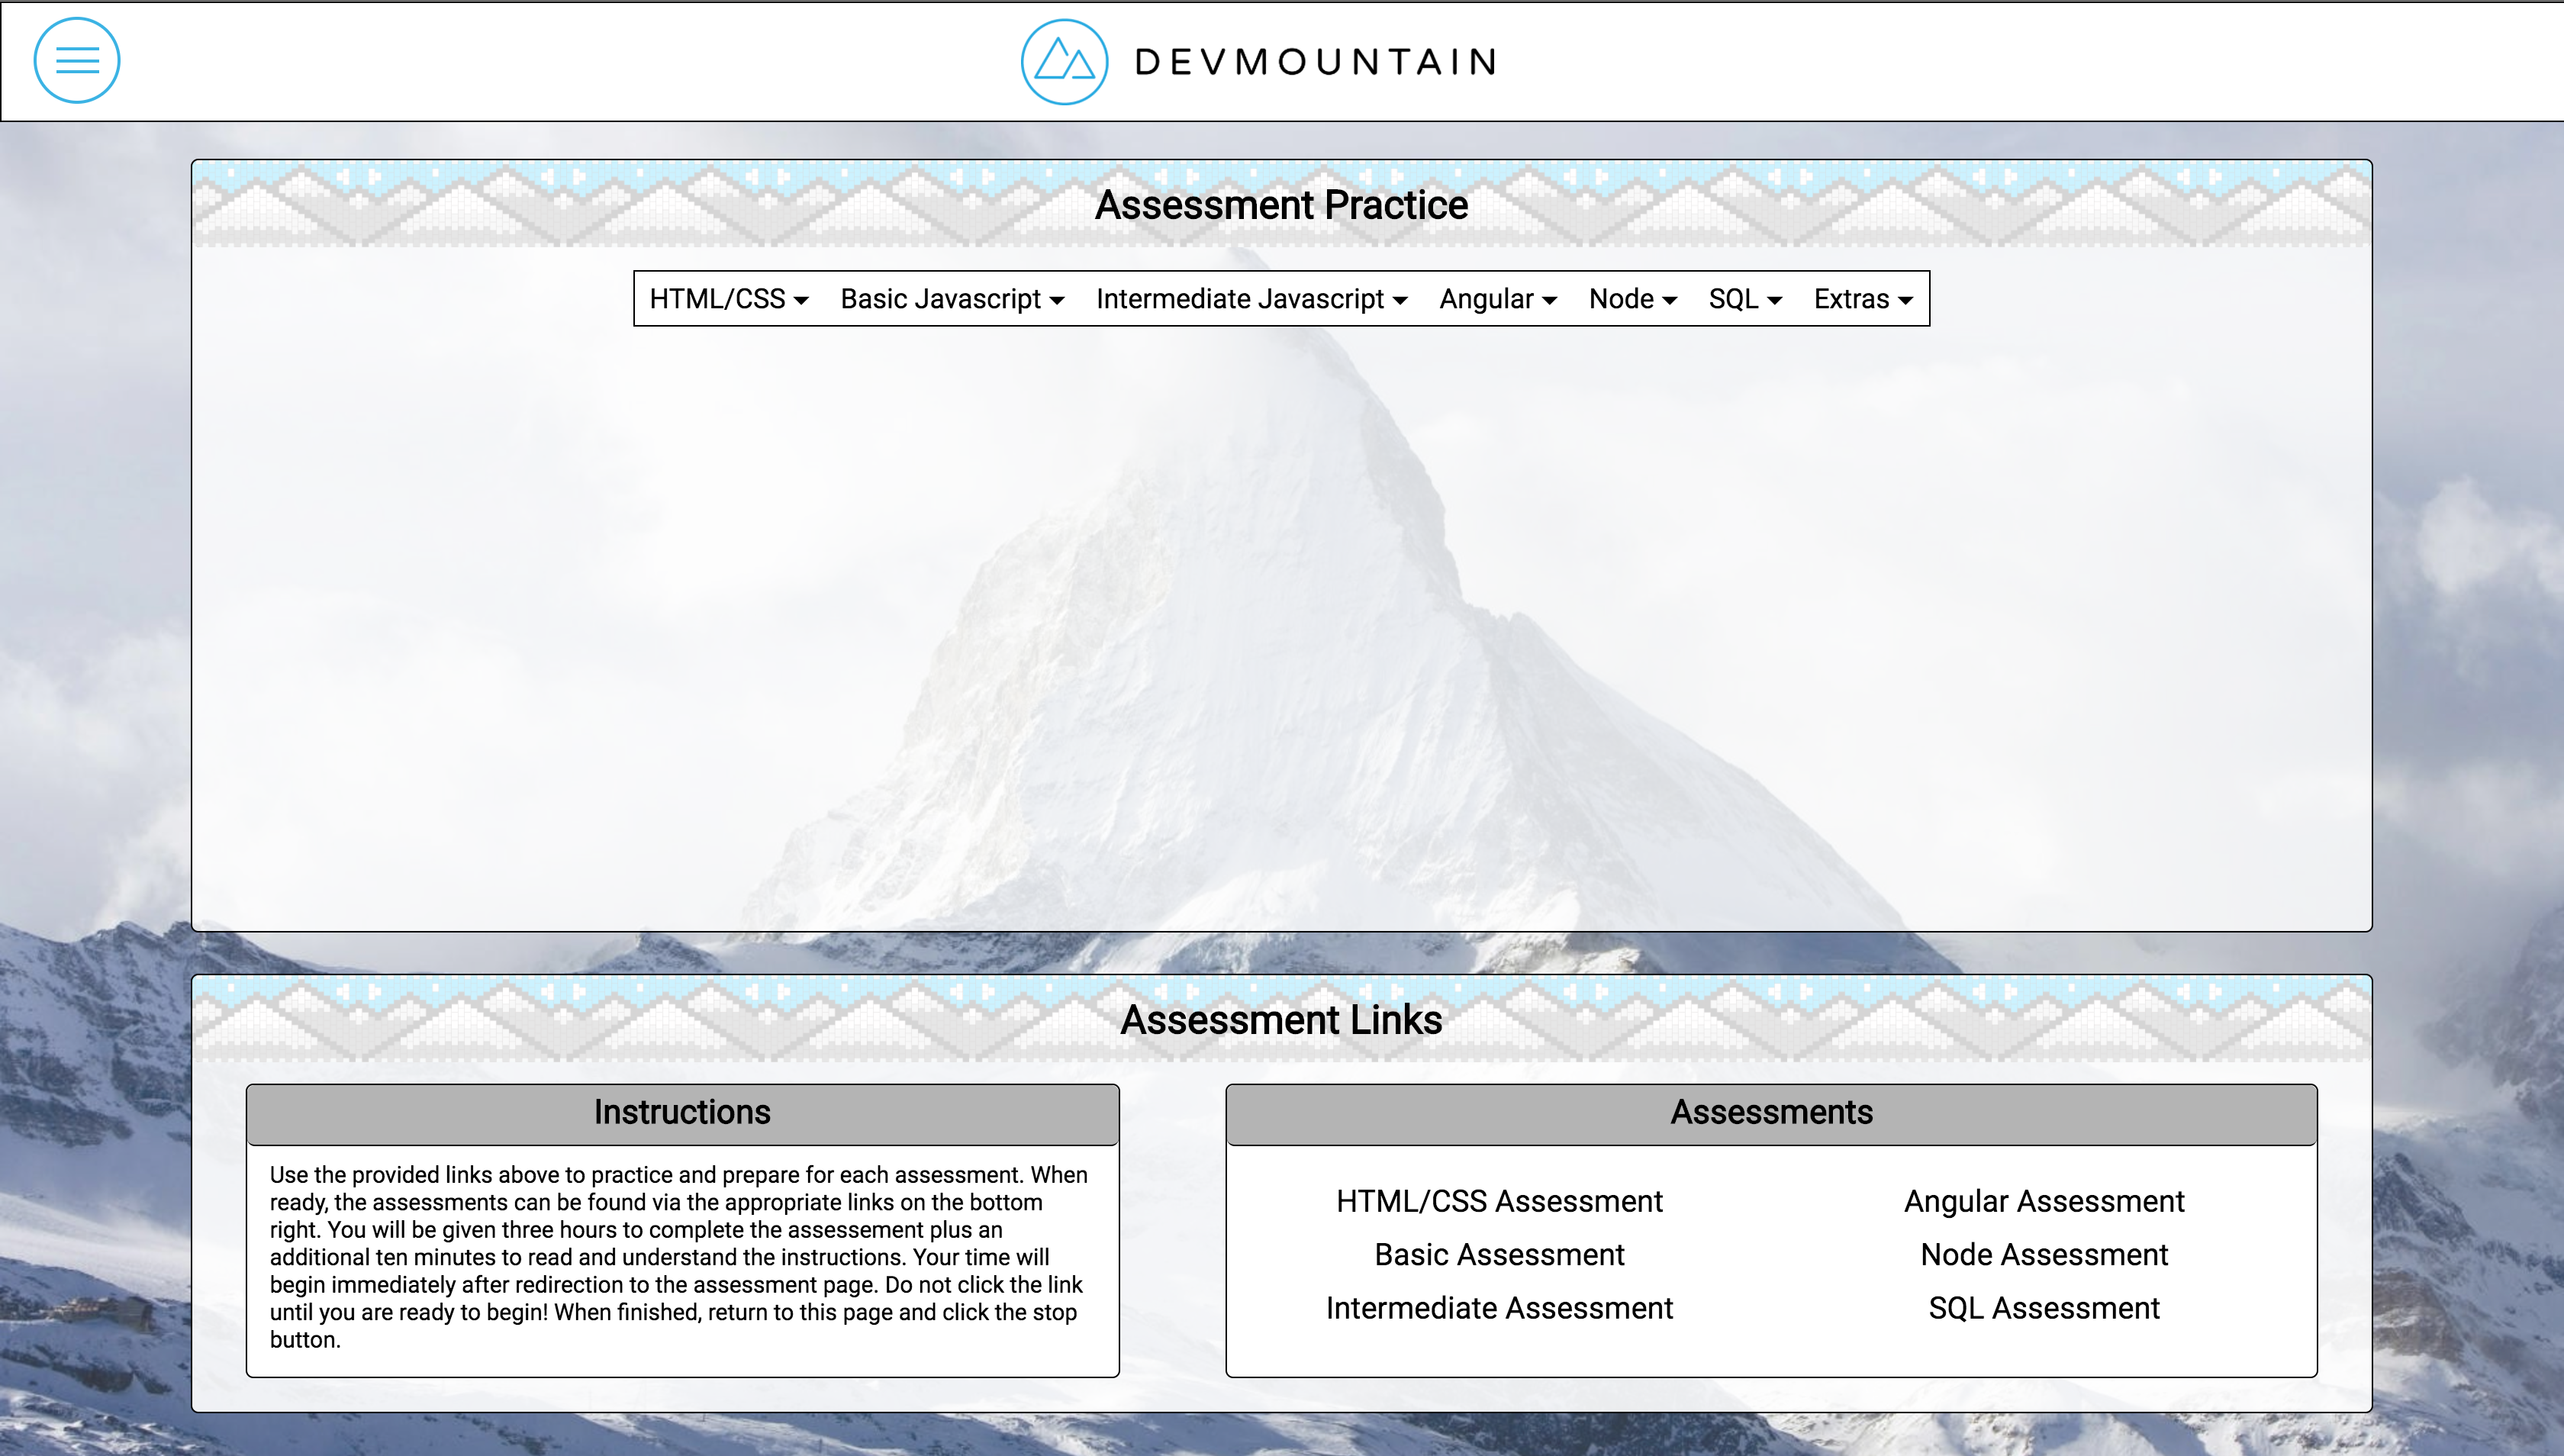 DEVMOUNTAIN
Assessment Practice
HTML/CSS Basic Javascript Intermediate Javascript Angular Node SQL Extras
Assessment Links
Instructions
Use the provided links above to practice and prepare for each assessment. When
ready, the assessments can be found via the appropriate links on the bottom
right. You will be given three hours to complete the assessement plus an
additional ten minutes to read and understand the instructions. Your time will
begin immediately after redirection to the assessment page. Do not click the link
until you are ready to begin! When finished, return to this page and click the stop
button.
Assessments
HTML/CSS Assessment
Basic Assessment
Intermediate Assessment
Angular Assessment
Node Assessment
SQL Assessment